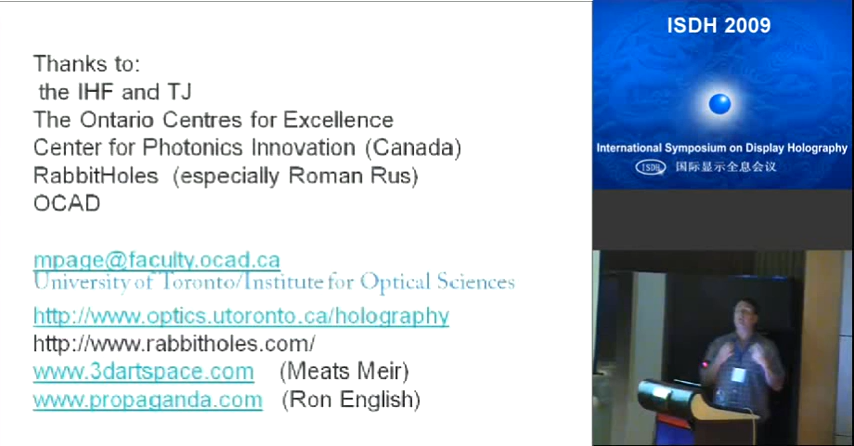 Thanks to:
the IHF and TJ
The Ontario Centres for Excellence
Center for Photonics Innovation (Canada)
RabbitHoles (especially Roman Rus)
OCAD
mpage@faculty.ocad.ca
University of Toronto/Institute for Optical Sciences
http://www.optics.utoronto.ca/holography
http://www.rabbitholes.com/
www.3dartspace.com (Meats Meir)
www.propaganda.com (Ron English)
ISDH 2009
International Symposium on Display Holography
ISDH 国际显示全息会议